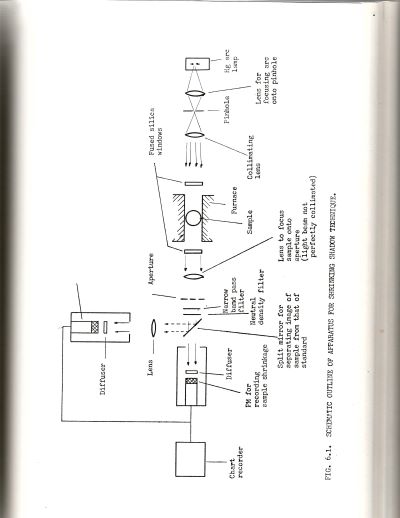 Diffuser
Lens
Aperture
Fused silica
windows
Chart
recorder
Diffuser
PM for
recording
sample shrinkage
Narrow
band pass
filter
Neutral
density filter
Split mirror for
separating image of
sample from that of
standard
Lens to focus
sample onto
aperture
(light beam not
perfectly collimated)
Sample
Furnace
Collimating
lens
Pinhole
Lens for
focusing arc
onto pinhole
Hg arc
lamp
FIG. 6.1. SCHEMATIC OUTLINE OF APPARATUS FOR SHRINKING SHADOW TECHNIQUE.